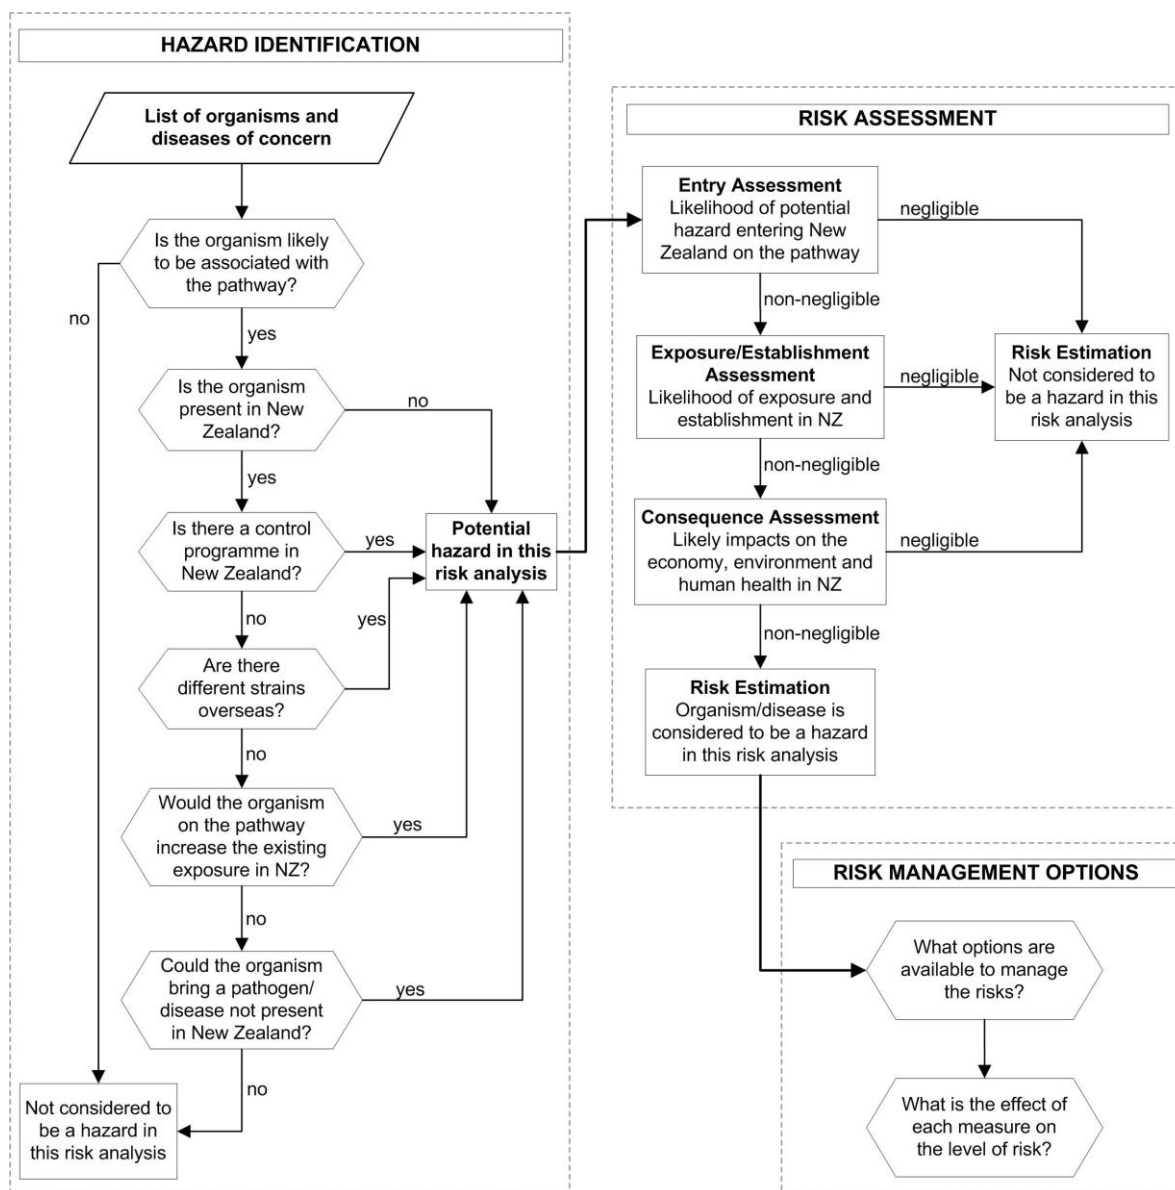 HAZARD IDENTIFICATION
List of organisms and
diseases of concern
Is the organism likely
to be associated with
the pathway?
no
yes
Is the organism
present in New
Zealand?
no
yes
Is there a control
programme in
New Zealand?
yes
no
Are there
different strains
overseas?
yes
no
Would the organism
on the pathway
increase the existing
exposure in NZ?
yes
no
Could the organism
bring a pathogen/
disease not present
in New Zealand?
yes
no
Not considered to
be a hazard in
this risk analysis
Potential
hazard in this
risk analysis
RISK ASSESSMENT
Entry Assessment
Likelihood of potential
hazard entering New
Zealand on the pathway
negligible
non-negligible
Exposure/Establishment
Assessment
Likelihood of exposure and
establishment in NZ
negligible
non-negligible
Consequence Assessment
Likely impacts on the
economy, environment and
human health in NZ
negligible
non-negligible
Risk Estimation
Not considered to
be a hazard in this
risk analysis
Risk Estimation
Organism/disease is
considered to be a hazard
in this risk analysis
RISK MANAGEMENT OPTIONS
What options are
available to manage
the risks?
What is the effect of
each measure on
the level of risk?